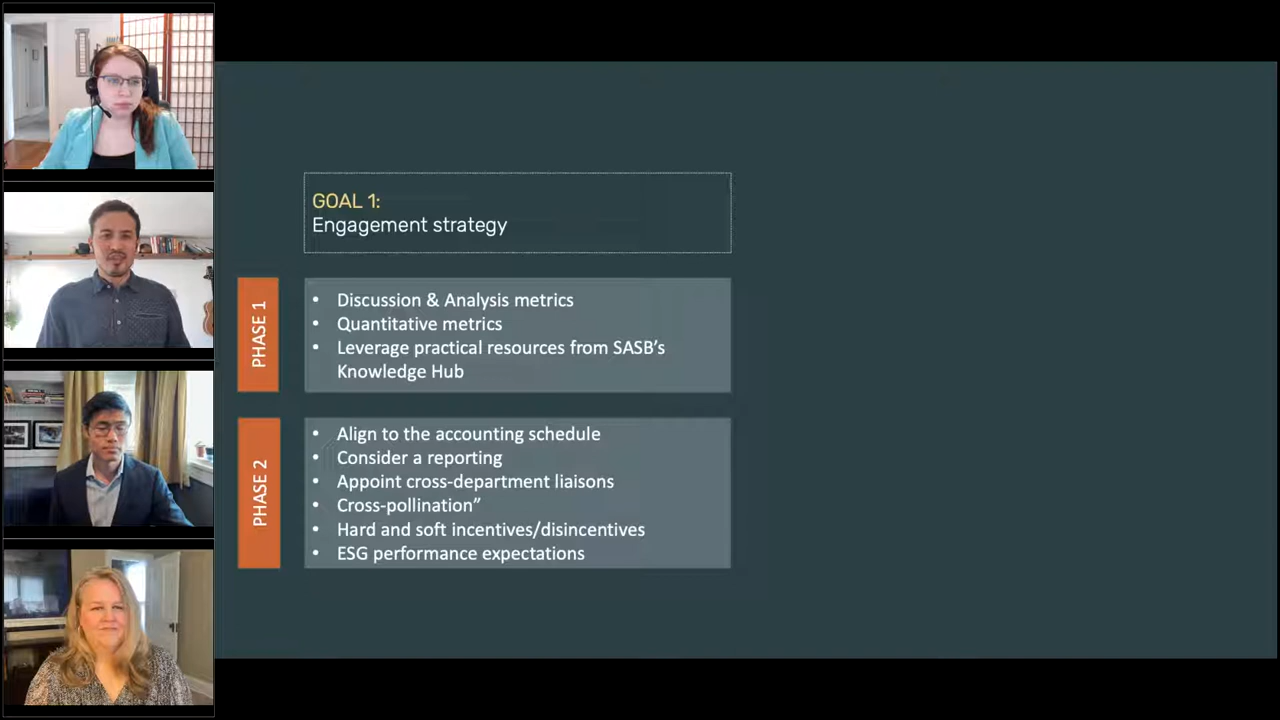 GOAL 1:
Engagement strategy
PHASE 1
• Discussion & Analysis metrics
• Quantitative metrics
• Leverage practical resources from SASB's
Knowledge Hub
PHASE 2
• Align to the accounting schedule
• Consider a reporting
• Appoint cross-department liaisons
• Cross-pollination”
• Hard and soft incentives/disincentives
• ESG performance expectations